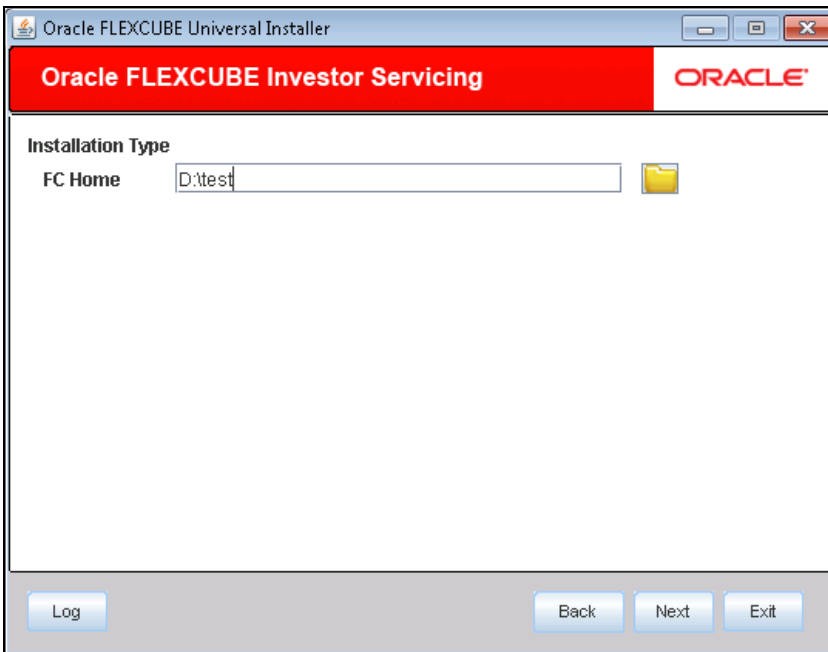 Oracle FLEXCUBE Universal Installer
Oracle FLEXCUBE Investor Servicing ORACLE®
Installation Type
FC Home D:\test
Log Back Next Exit